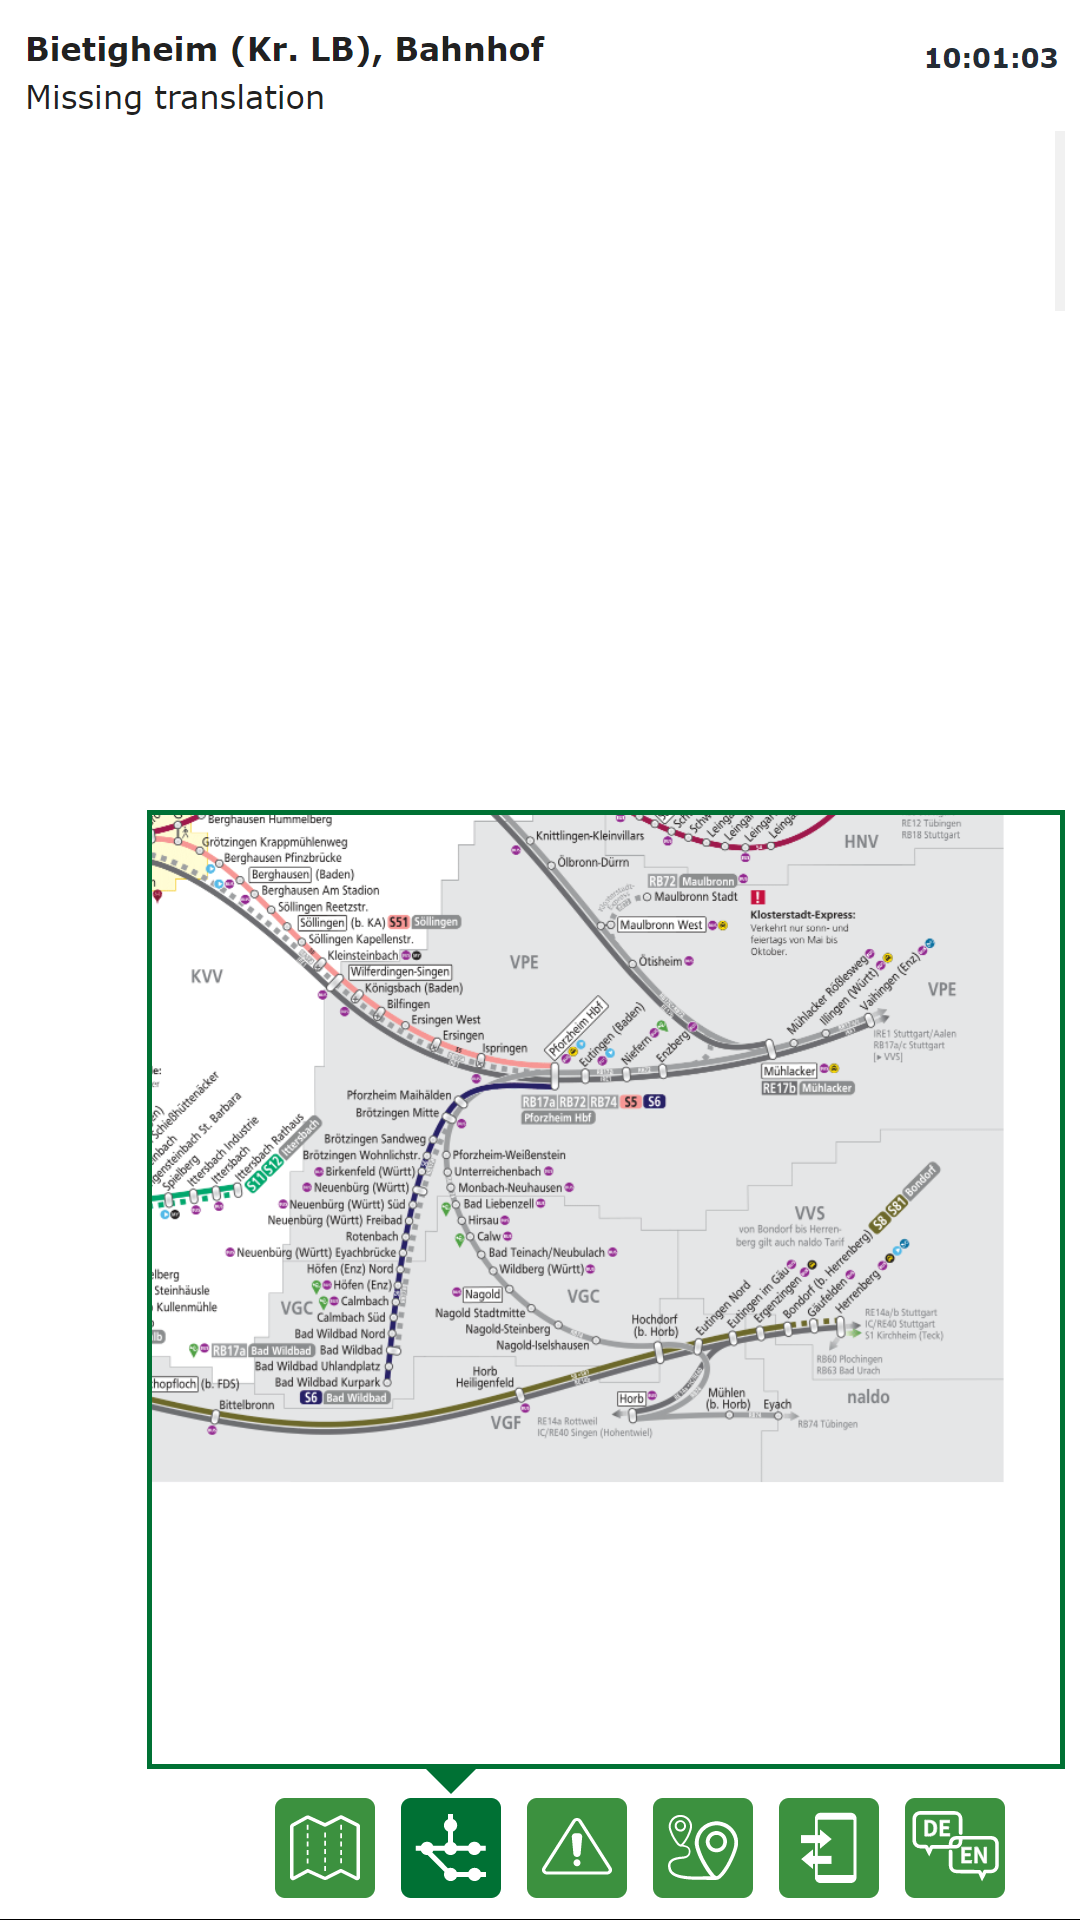 Bietigheim (Kr. LB), Bahnhof
10:01:03
Missing translation
Berghausen Hummelberg
Grötzingen Krappmühlenweg
Berghausen Pfinzbrücke
Berghausen (Baden)
Berghausen Am Stadion
Söllingen Reetzstr.
Söllingen (b. KA) S51 Söllingen
Söllingen Kapellenstr.
Kleinsteinbach
Wilferdingen-Singen
Königsbach (Baden)
Bilfingen
Ersingen West
Ersingen
Ispringen
KVV
VPE
Knittlingen-Kleinvillars
Ölbronn-Dürrn
RB72 Maulbronn
Maulbronn Stadt
Maulbronn West
Ötisheim
HNV
RE12 Tübingen
RB18 Stuttgart
Klosterstadt-Express:
Verkehrt nur sonn- und
feiertags von Mai bis
Oktober.
VPE
Pforzheim Hbf
Eutingen (Baden)
Niefern
Enzberg
Mühlacker Rößlesweg
Illingen (Württ)
Vaihingen (Enz)
IRE1 Stuttgart/Aalen
RB17a/c Stuttgart
[▸ VVS]
Mühlacker
RE17b Mühlacker
RB17a RB72 RB74 S5 S6
Pforzheim Hbf
Pforzheim Maihälden
Brötzingen Mitte
Brötzingen Sandweg
Brötzingen Wohnlichstr.
Birkenfeld (Württ)
Neuenbürg (Württ)
Neuenbürg (Württ) Süd
Neuenbürg (Württ) Freibad
Rotenbach
Neuenbürg (Württ) Eyachbrücke
Höfen (Enz) Nord
Höfen (Enz)
Calmbach
Calmbach Süd
Bad Wildbad Nord
RB17a Bad Wildbad Bad Wildbad
Bad Wildbad Uhlandplatz
Bad Wildbad Kurpark
S6 Bad Wildbad
VGC
Pforzheim-Weißenstein
Unterreichenbach
Monbach-Neuhausen
Bad Liebenzell
Hirsau
Calw
Bad Teinach/Neubulach
Wildberg (Württ)
Nagold
Nagold Stadtmitte
Nagold-Steinberg
Nagold-Iselshausen
VGC
Spielberg
Ittersbach Industrie
Ittersbach
Ittersbach Rathaus
S11 S12 Ittersbach
Steinhäusle
Kullenmühle
hopfloch (b. FDS)
Bittelbronn
VVS
von Bondorf bis Herren-
berg gilt auch naldo Tarif
Hochdorf
(b. Horb)
Eutingen Nord
Eutingen im Gäu
Ergenzingen
Bondorf (b. Herrenberg)
S8 S81 Bondorf
Gäufelden
Herrenberg
RE14a/b Stuttgart
IC/RE40 Stuttgart
S1 Kirchheim (Teck)
RB60 Plochingen
RB63 Bad Urach
Horb
Heiligenfeld
VGF
RE14a Rottweil
IC/RE40 Singen (Hohentwiel)
Horb
Mühlen
(b. Horb)
Eyach
RB74 Tübingen
naldo
DE
EN